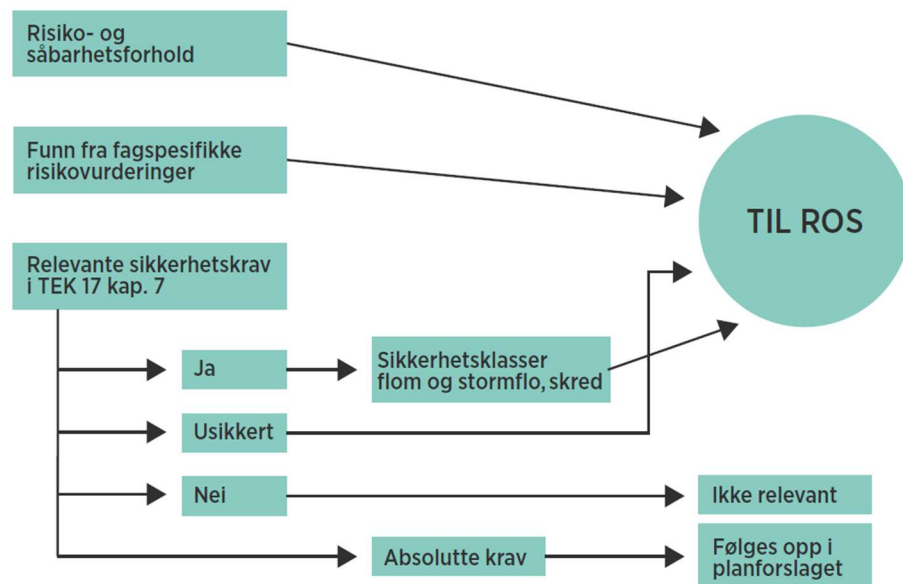 Risiko- og
såbarhetsforhold
Funn fra fagspesifikke
risikovurderinger
TIL ROS
Relevante sikkerhetskrav
i TEK 17 kap. 7
Ja
Sikkerhetsklasser
flom og stormflo, skred
Usikkert
Nei
Ikke relevant
Absolutte krav
Følges opp i
planforslaget